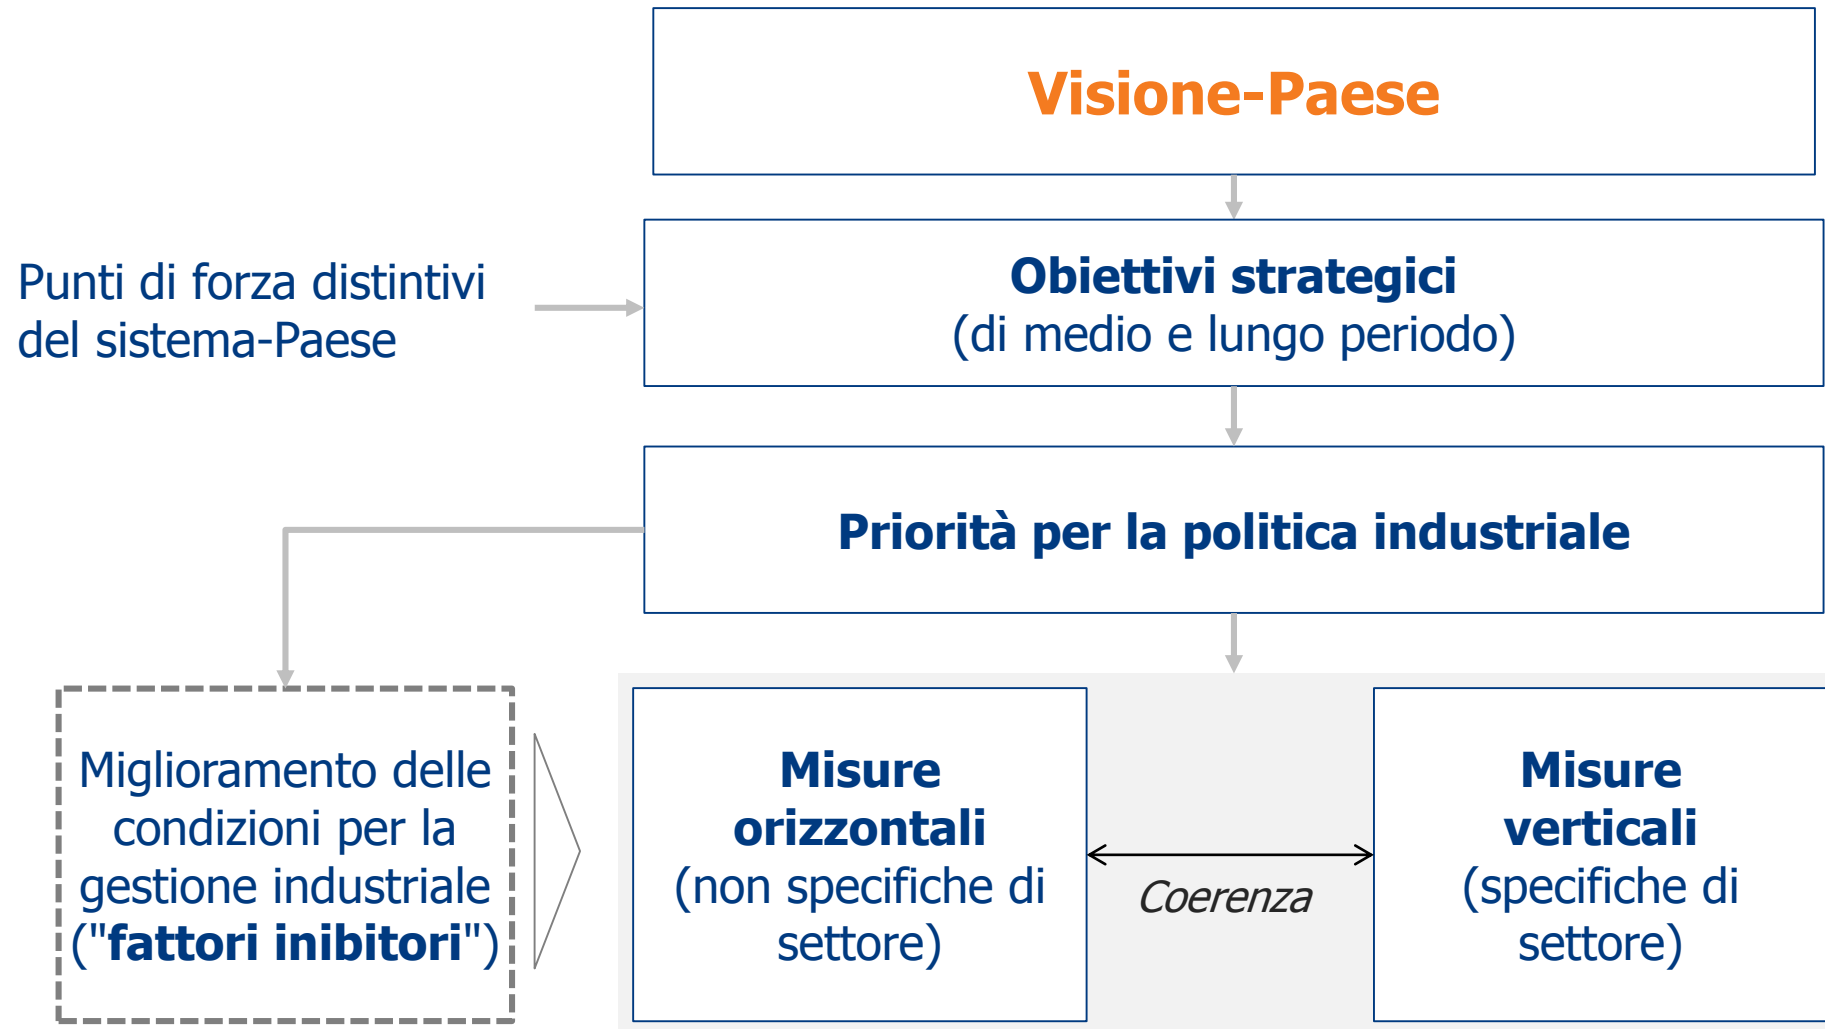 Visione-Paese
Punti di forza distintivi
del sistema-Paese
Obiettivi strategici
(di medio e lungo periodo)
Priorità per la politica industriale
Miglioramento delle
condizioni per la
gestione industriale
("fattori inibitori")
Misure
orizzontali
(non specifiche di
settore)
Coerenza
Misure
verticali
(specifiche di
settore)